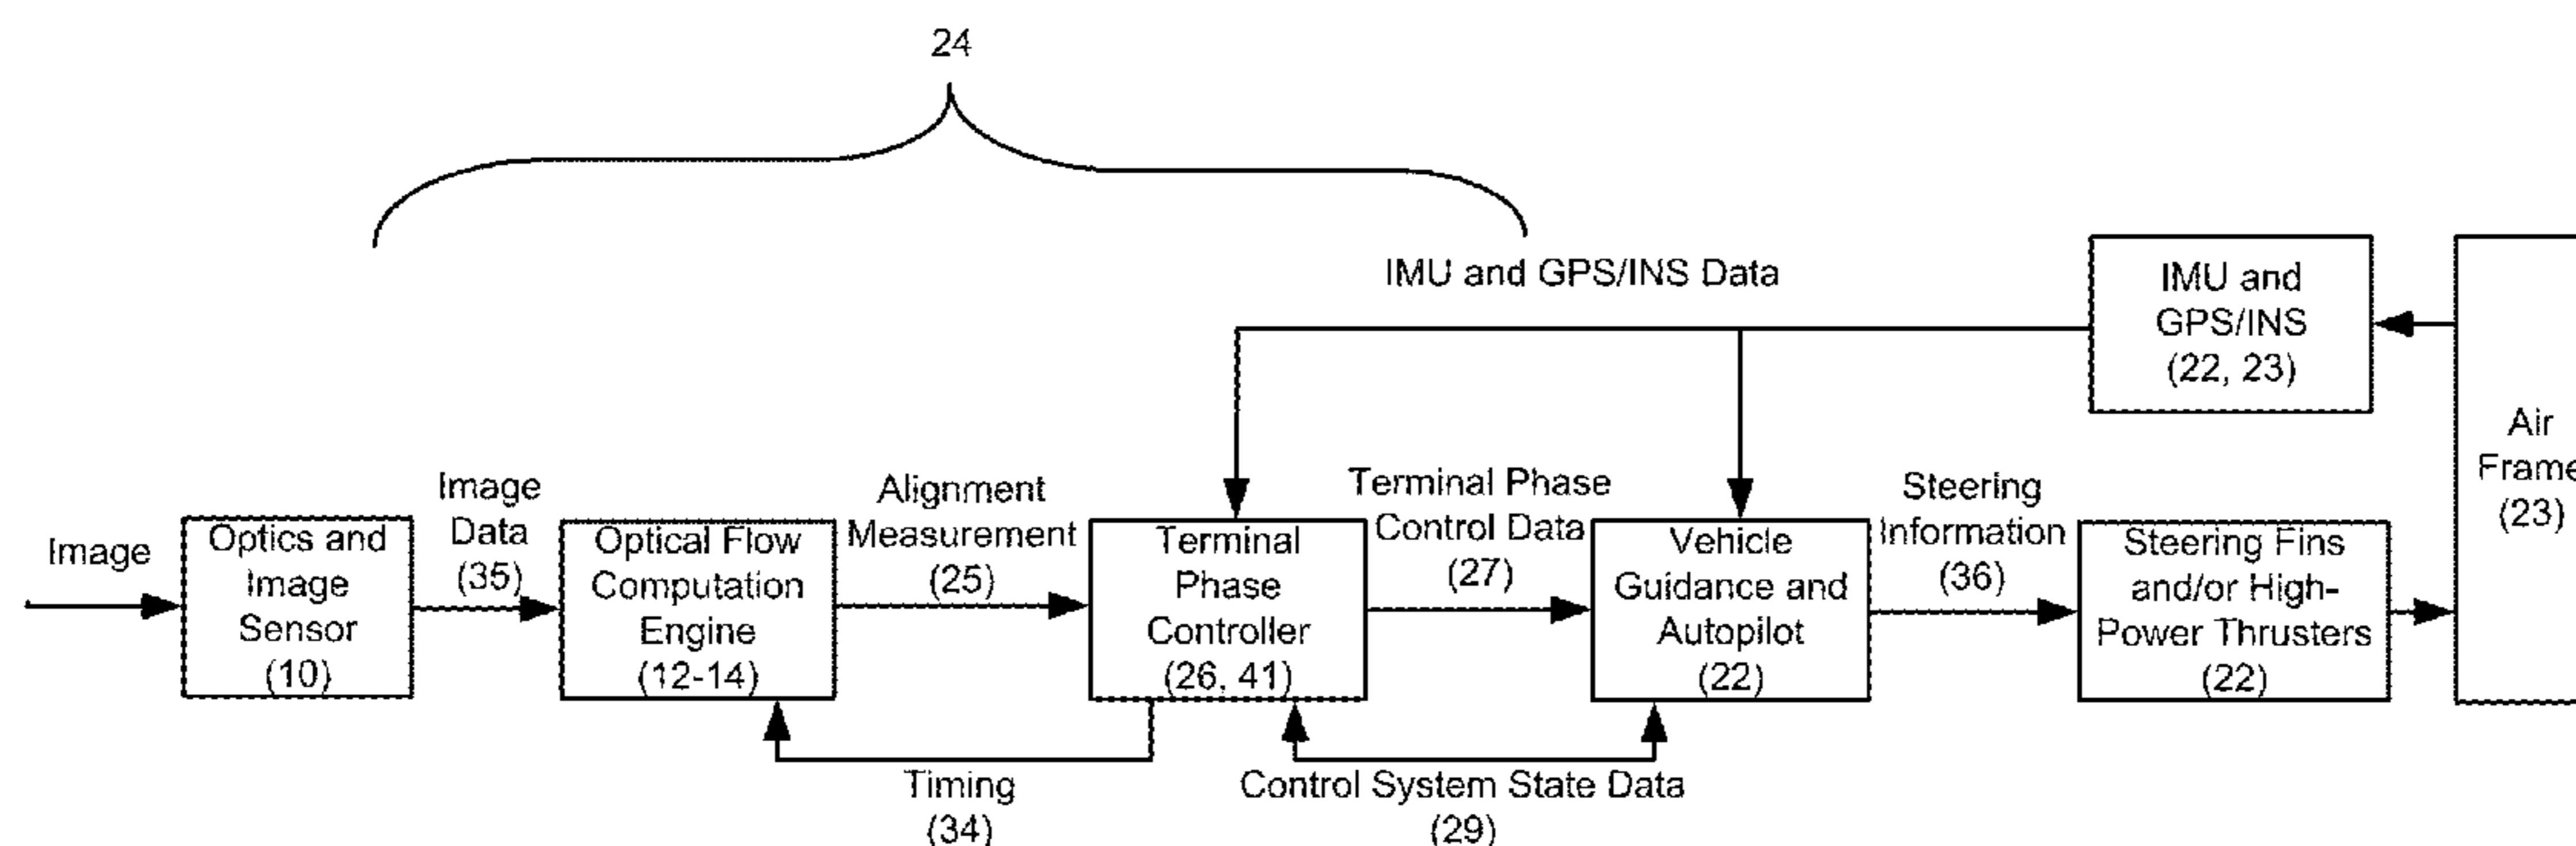 24
IMU and GPS/INS Data
IMU and
GPS/INS
(22, 23)
Air
Frame
(23)
Image
Optics and
Image
Sensor
(10)
Image
Data
(35)
Optical Flow
Computation
Engine
(12-14)
Alignment
Measurement
(25)
Terminal
Phase
Controller
(26, 41)
Terminal Phase
Control Data
(27)
Vehicle
Guidance and
Autopilot
(22)
Steering
Information
(36)
Steering Fins
and/or High-
Power Thrusters
(22)
Timing
(34)
Control System State Data
(29)